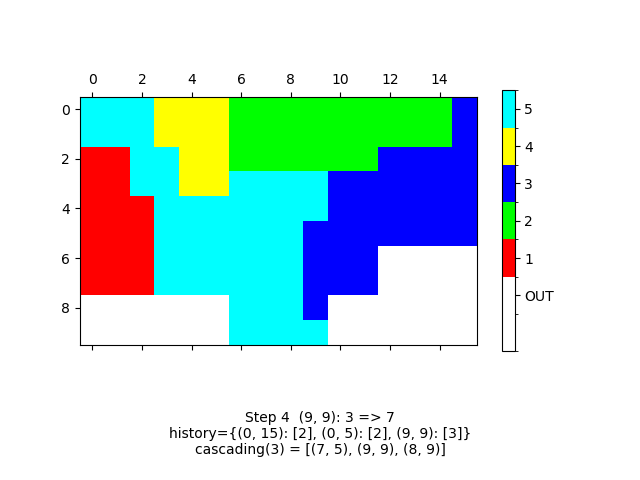 0 2 4 6 8 10 12 14
0
2
4
6
8
5
4
3
2
1
OUT
Step 4  (9, 9): 3 => 7
history={(0, 15): [2], (0, 5): [2], (9, 9): [3]}
cascading(3) = [(7, 5), (9, 9), (8, 9)]